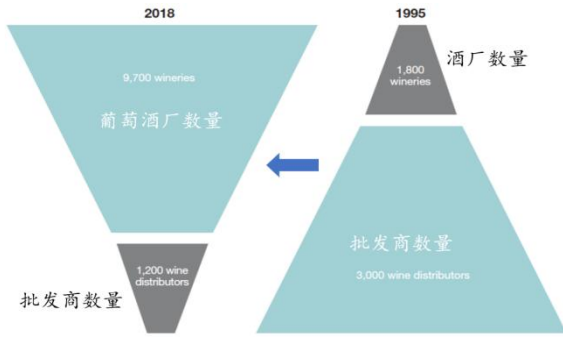 2018
9,700 wineries
葡萄酒厂数量
1,200 wine
distributors
批发商数量
1995
1,800
wineries
酒厂数量
批发商数量
3,000 wine distributors